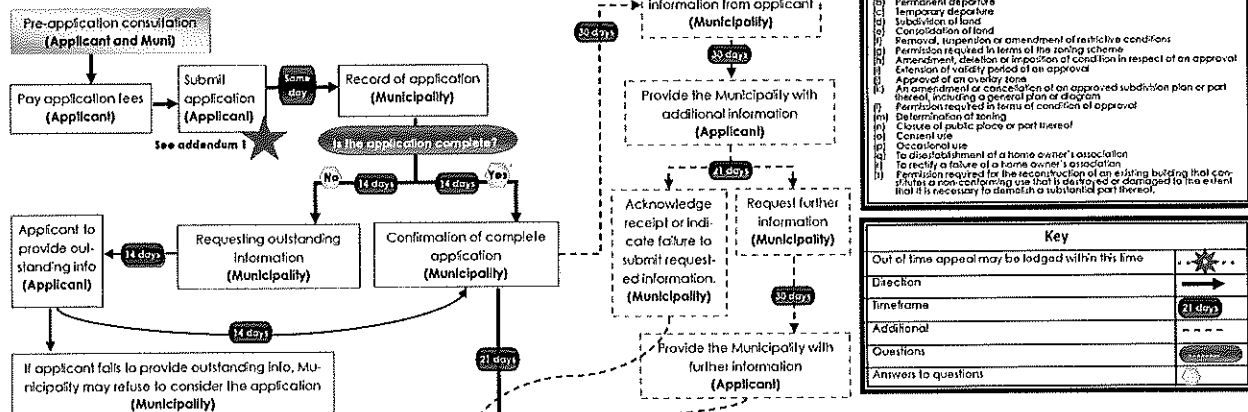 Pre-application consultation
(Applicant and Muni)
Pay application fees
(Applicant)
Submit
application
(Applicant)
See addendum 1
Same
day
Record of application
(Municipality)
Is the application complete?
No
14 days
14 days
Yes
Applicant to
provide out-
standing info
(Applicant)
14 days
Requesting outstanding
information
(Municipality)
Confirmation of complete
application
(Municipality)
14 days
If applicant fails to provide outstanding info, Mu-
nicipality may refuse to consider the application
(Municipality)
21 days
30 days
information from applicant
(Municipality)
30 days
Provide the Municipality with
additional information
(Applicant)
21 days
Acknowledge
receipt or indi-
cate failure to
submit request-
ed information.
(Municipality)
Request further
information
(Municipality)
30 days
Provide the Municipality with
further information
(Applicant)
(b) Permanent departure
(c) Temporary departure
(d) Subdivision of land
(e) Consolidation of land
(f) Removal, suspension or amendment of restrictive conditions
(g) Permission required in terms of the zoning scheme
(h) Amendment, deletion or imposition of condition in respect of an approval
(i) Extension of validity period of an approval
(j) Approval of an overlay zone
(k) An amendment or cancellation of an approved subdivision plan or part
thereof, including a general plan or diagram
(l) Permission required in terms of condition of approval
(m) Determination of zoning
(n) Closure of public place or part thereof
(o) Consent use
(p) Occasional use
(q) To disestablishment of a home owner's association
(r) To rectify a failure of a home owner's association
(s) Permission required for the reconstruction of an existing building that con-
stitutes a non-conforming use that is destroyed or damaged to the extent
that it is necessary to demolish a substantial part thereof.
Key
Out of time appeal may be lodged within this time
Direction
Timeframe
21 days
Additional
Questions
Answers to questions